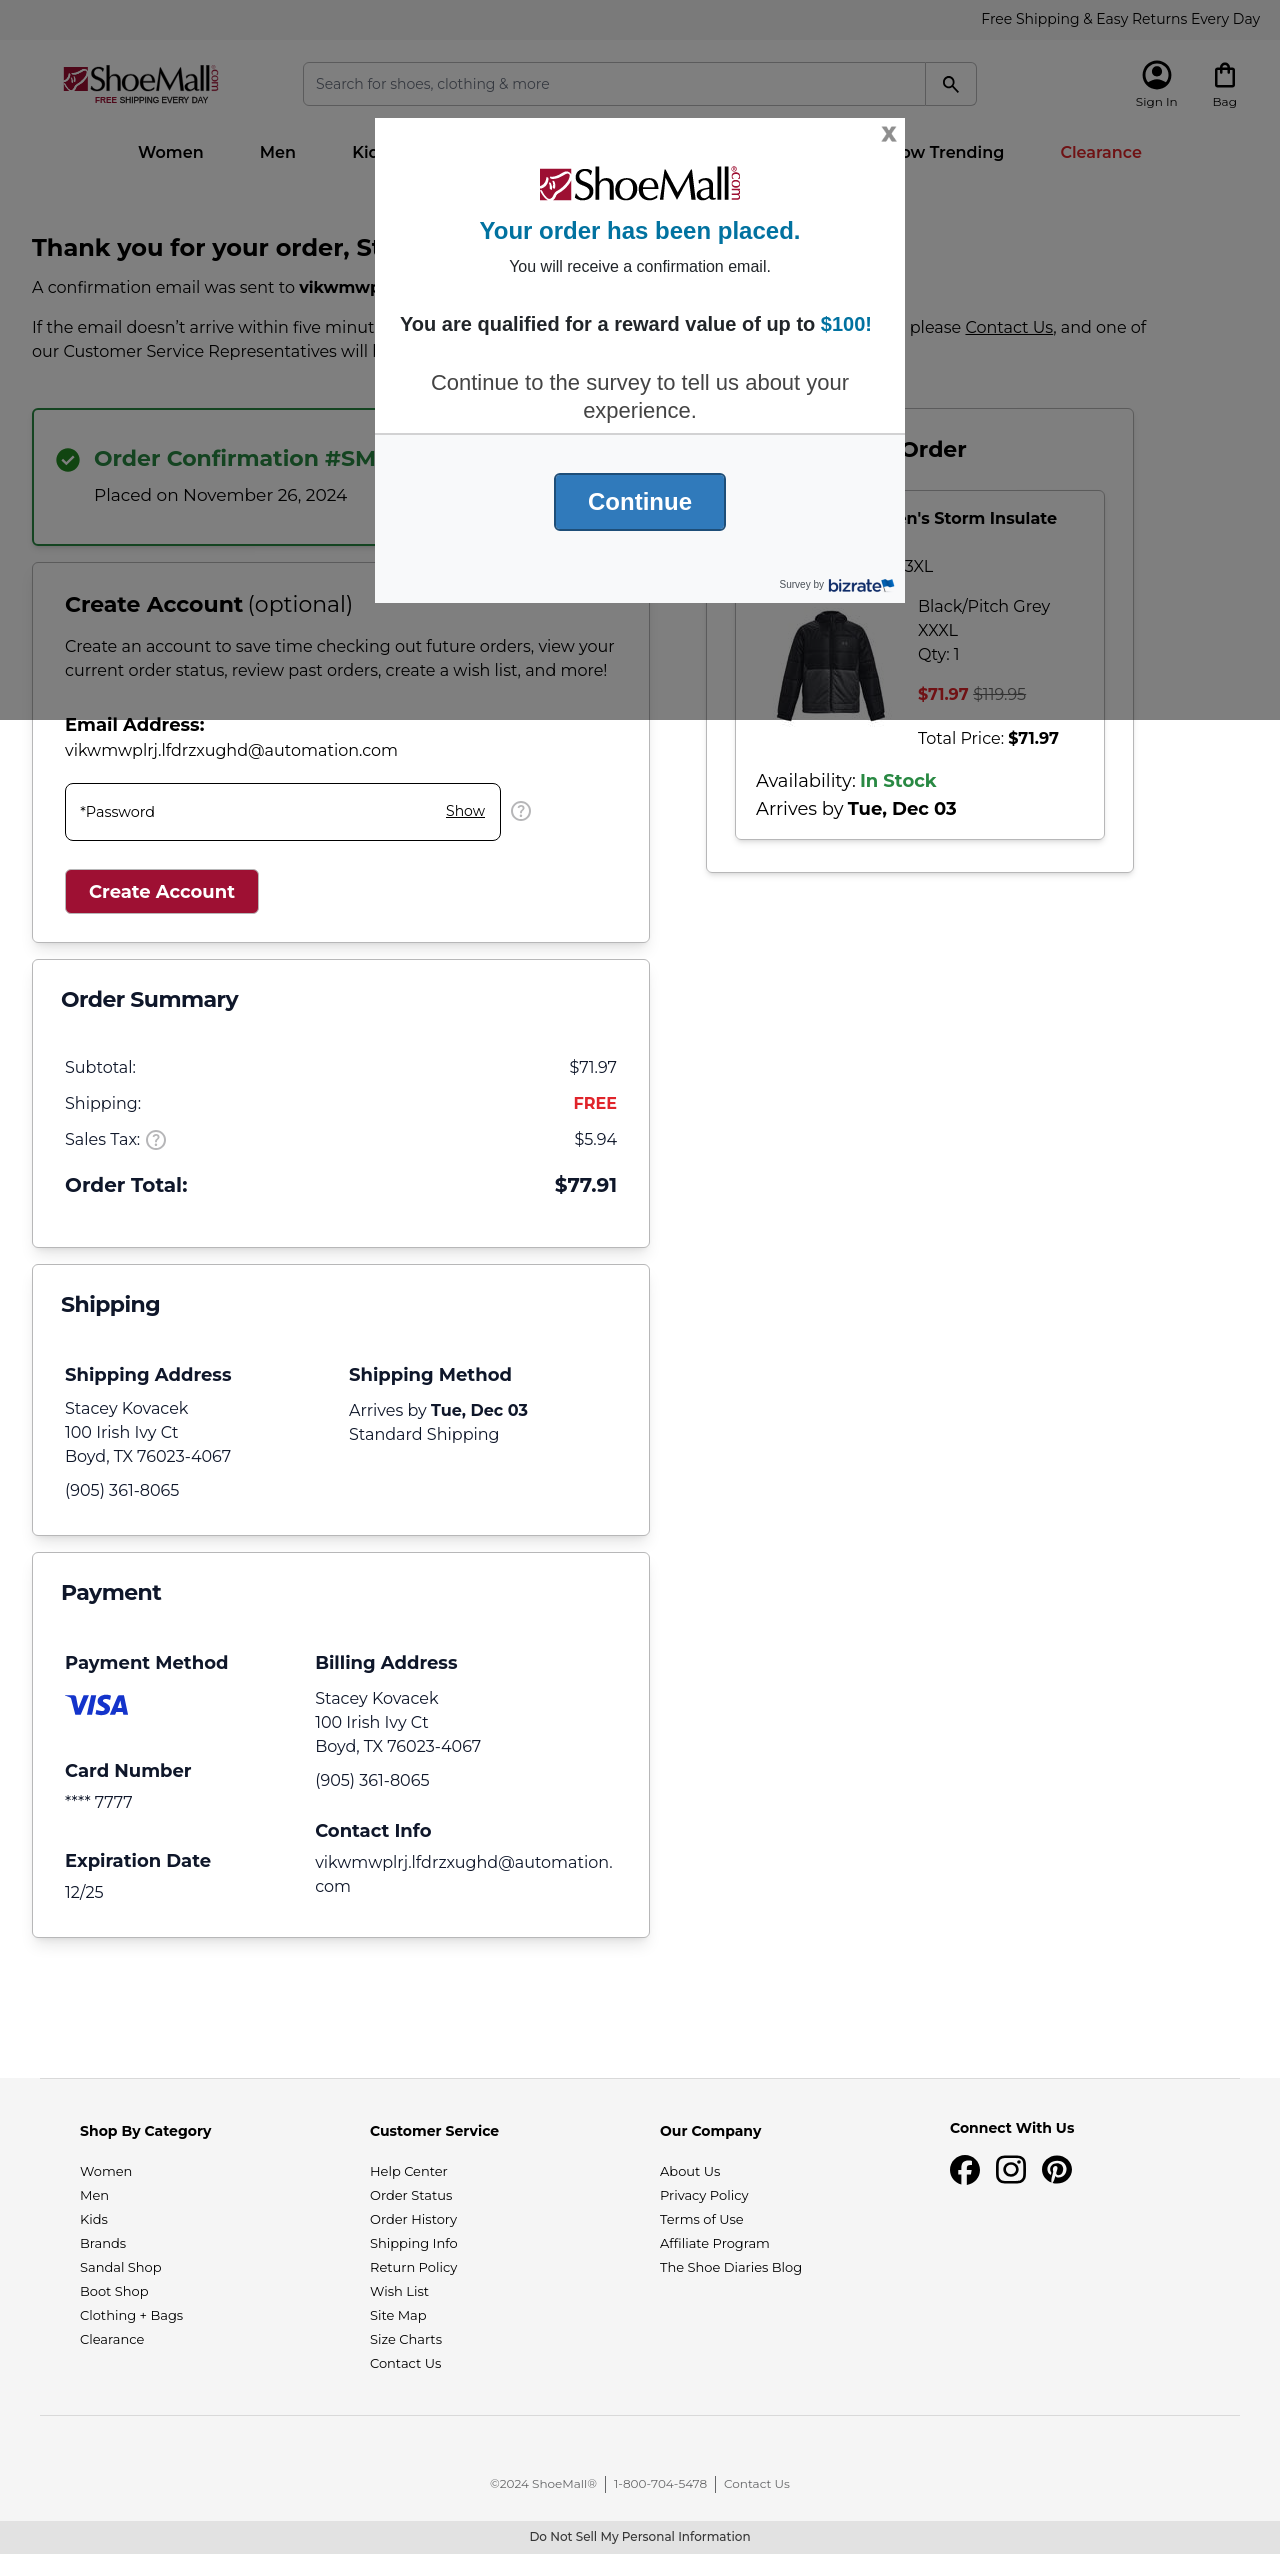 Free Shipping & Easy Returns Every Day
ShoeMall.com
FREE SHIPPING EVERY DAY
Search for shoes, clothing & more
Sign In
Bag
Women
Men
Trending
Clearance
X
ShoeMall.com
Your order has been placed.
You will receive a confirmation email.
You are qualified for a reward value of up to $100!
Continue to the survey to tell us about your
experience.
Continue
Survey by bizrate
Thank you for your order,
A confirmation email was sent to
If the email doesn’t arrive within five
please Contact Us, and one of
our Customer Service Representatives will
Order Confirmation #SM
Placed on November 26, 2024
Create Account (optional)
Create an account to save time checking out future orders, view your
current order status, review past orders, create a wish list, and more!
Email Address:
vikwmwplrj.lfdrzxughd@automation.com
*Password
Show
?
Create Account
Order
Storm Insulate
3XL
Black/Pitch Grey
XXXL
Qty: 1
$71.97 $119.95
Total Price: $71.97
Availability: In Stock
Arrives by Tue, Dec 03
Order Summary
Subtotal: $71.97
Shipping: FREE
Sales Tax: ? $5.94
Order Total: $77.91
Shipping
Shipping Address
Stacey Kovacek
100 Irish Ivy Ct
Boyd, TX 76023-4067
(905) 361-8065
Shipping Method
Arrives by Tue, Dec 03
Standard Shipping
Payment
Payment Method
VISA
Card Number
**** 7777
Expiration Date
12/25
Billing Address
Stacey Kovacek
100 Irish Ivy Ct
Boyd, TX 76023-4067
(905) 361-8065
Contact Info
vikwmwplrj.lfdrzxughd@automation.
com
Shop By Category
Women
Men
Kids
Brands
Sandal Shop
Boot Shop
Clothing + Bags
Clearance
Customer Service
Help Center
Order Status
Order History
Shipping Info
Return Policy
Wish List
Site Map
Size Charts
Contact Us
Our Company
About Us
Privacy Policy
Terms of Use
Affiliate Program
The Shoe Diaries Blog
Connect With Us
©2024 ShoeMall® | 1-800-704-5478 | Contact Us
Do Not Sell My Personal Information